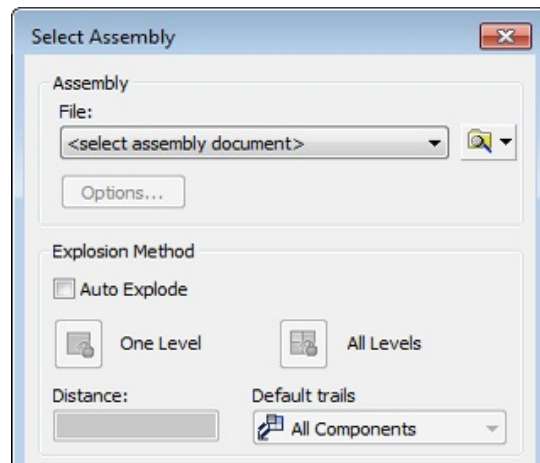 Select Assembly
Assembly
File:
<select assembly document>
Options...
Explosion Method
Auto Explode
One Level
All Levels
Distance:
Default trails
All Components